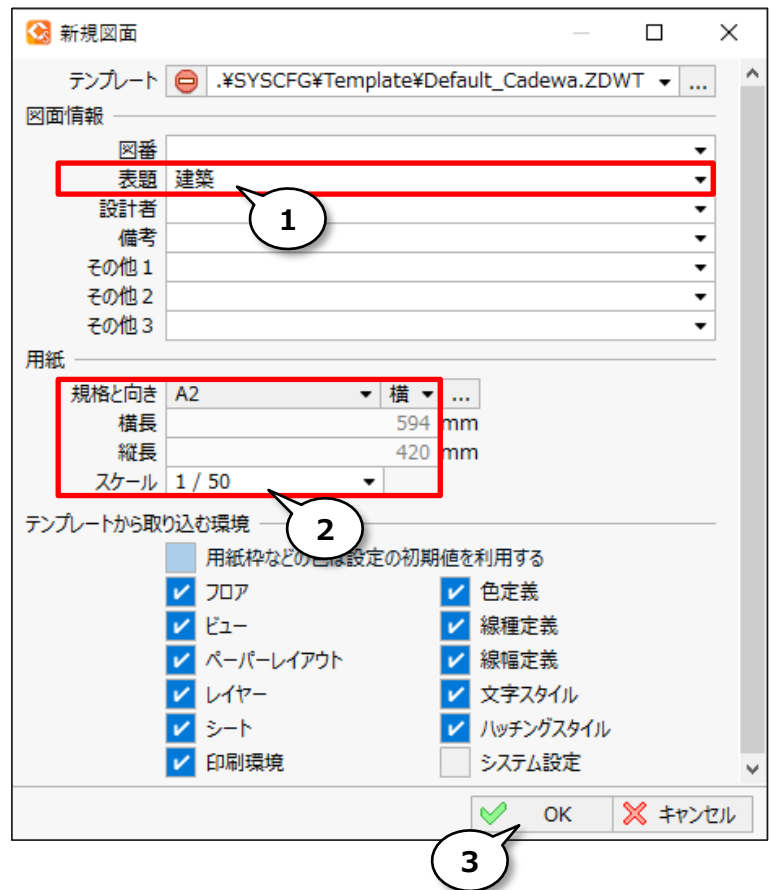 新規図面
テンプレート .¥SYSCFG¥Template¥Default_Cadewa.ZDWT ...
図面情報
図番
表題 建築
1
設計者
備考
その他 1
その他 2
その他 3
用紙
規格と向き A2 横 ...
横長 594 mm
縦長 420 mm
スケール 1 / 50
2
テンプレートから取り込む環境
用紙枠などの色は設定の初期値を利用する
フロア 色定義
ビュー 線種定義
ペーパーレイアウト 線幅定義
レイヤー 文字スタイル
シート ハッチングスタイル
印刷環境 システム設定
OK キャンセル
3